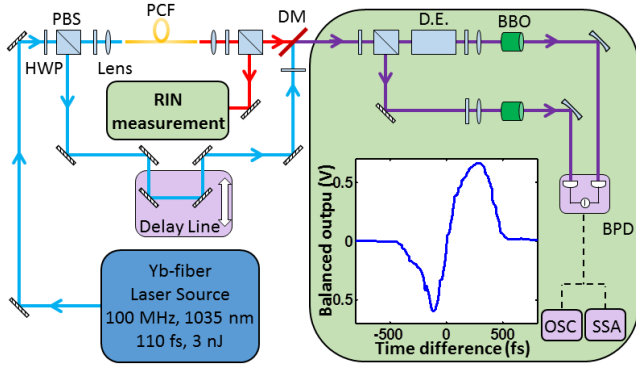 PBS
PCF
DM
D.E.
BBO
HWP
Lens
RIN
measurement
Delay Line
Yb-fiber
Laser Source
100 MHz, 1035 nm
110 fs, 3 nJ
Balanced outpu (V)
0.5
0
-0.5
-500
0
500
Time difference (fs)
BPD
OSC
SSA